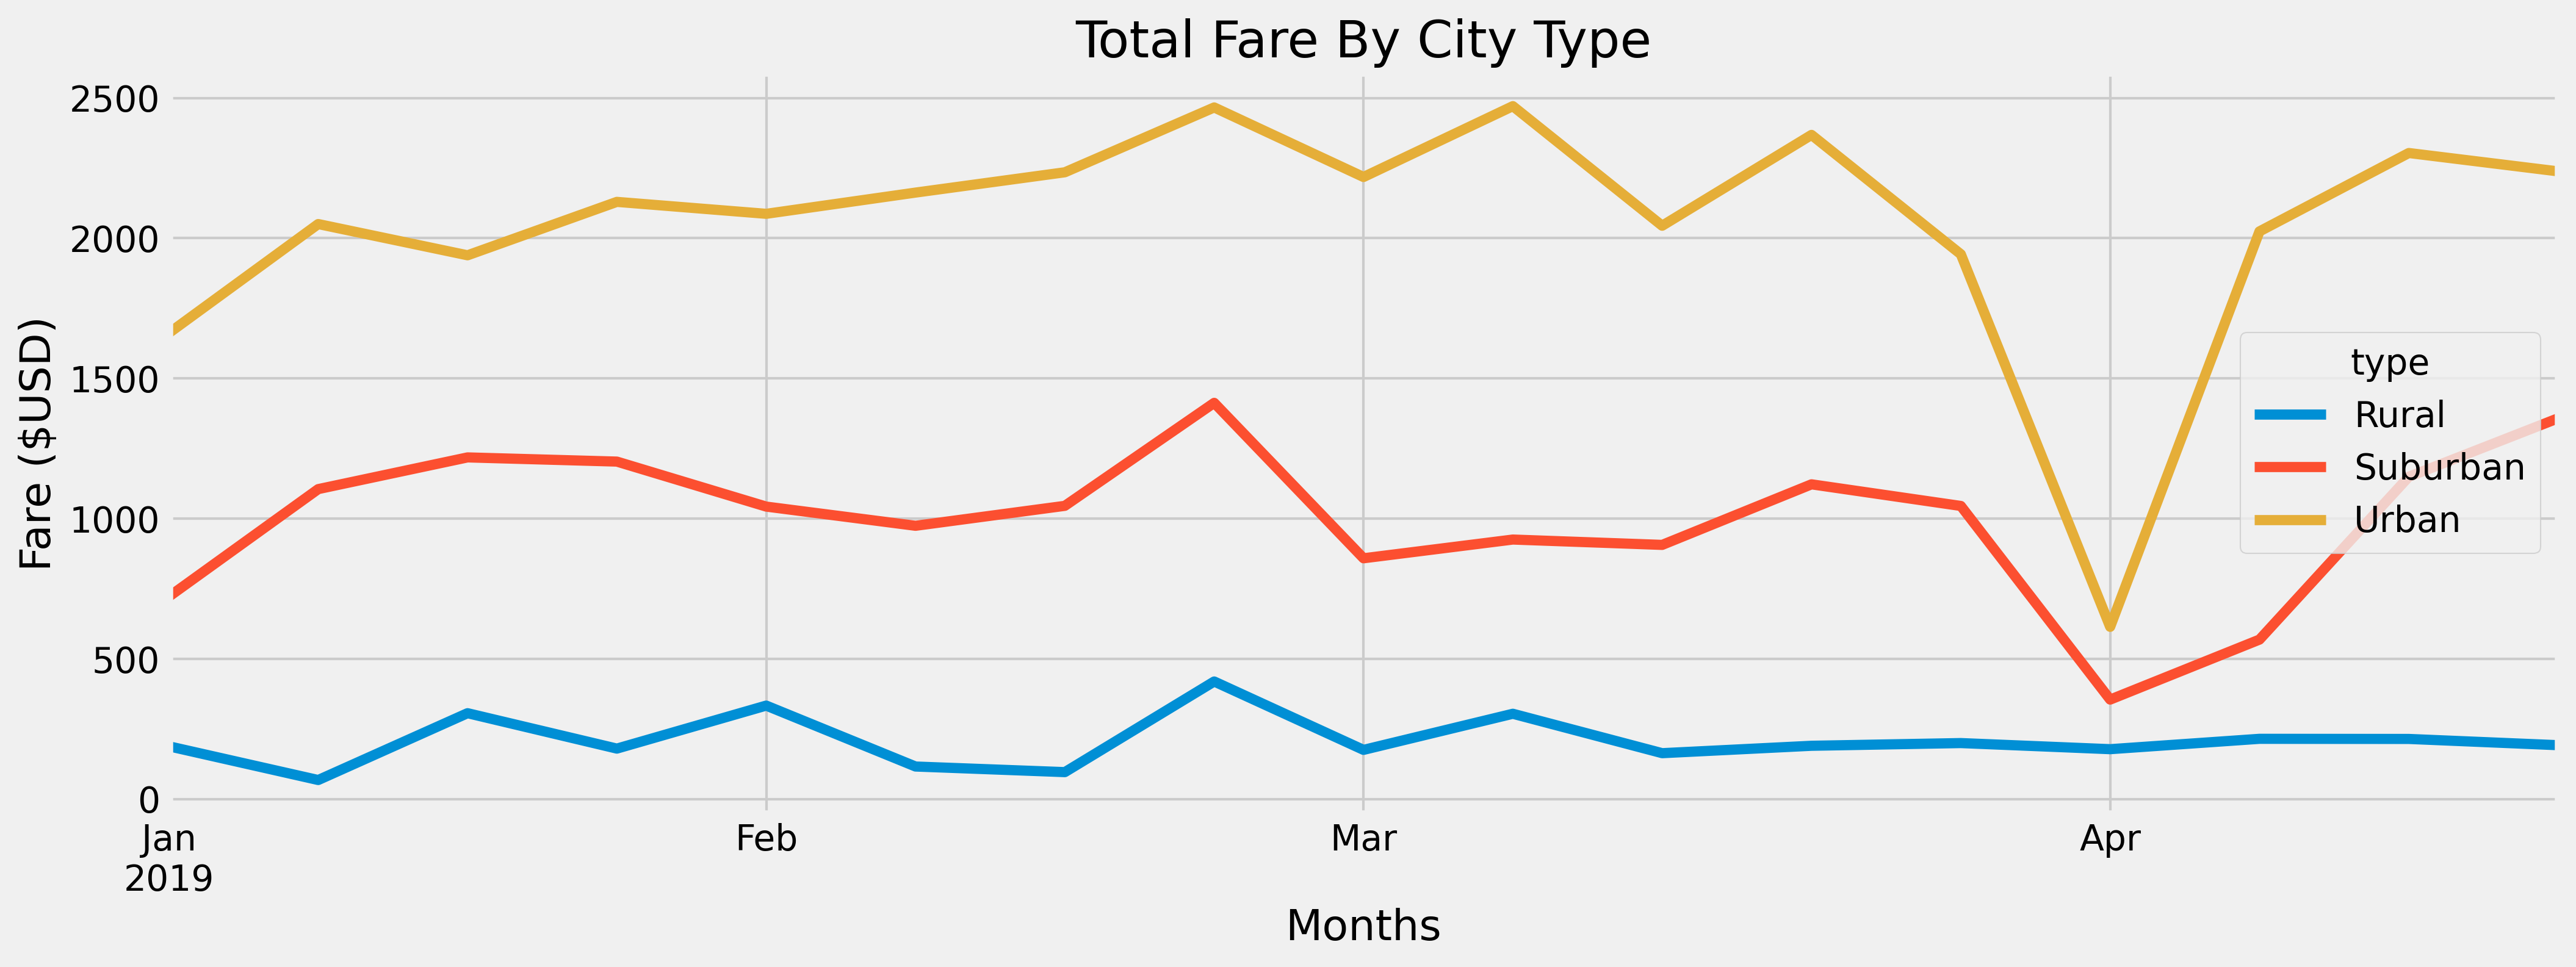 Total Fare By City Type
Fare ($USD)
2500
2000
1500
1000
500
0
type
Rural
Suburban
Urban
Jan
2019
Feb
Mar
Apr
Months